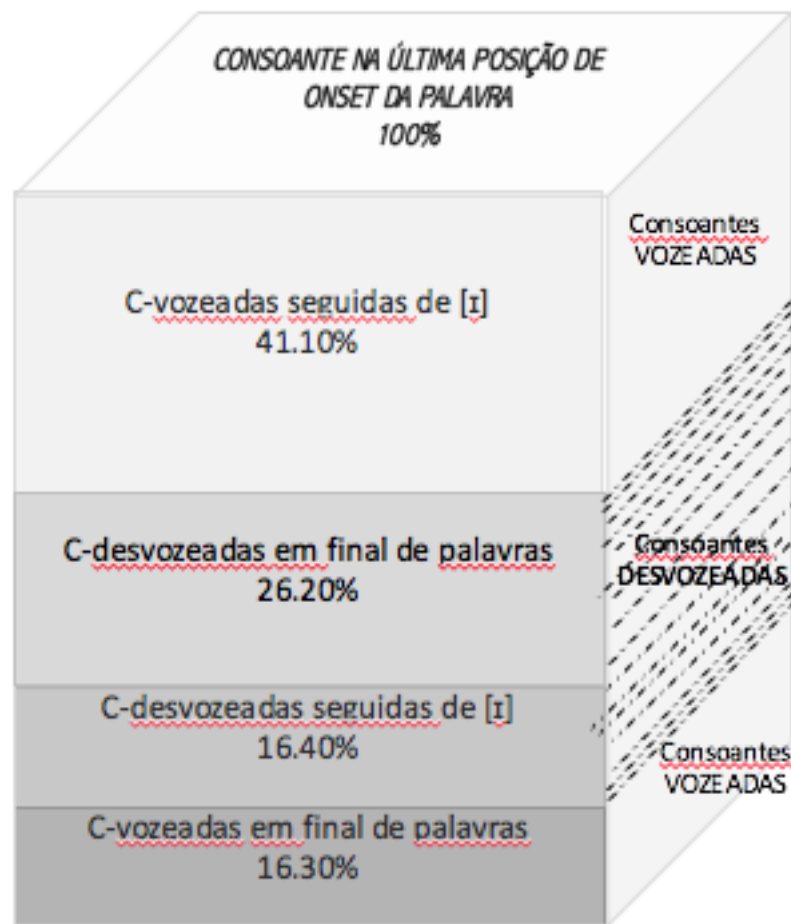 CONSOANTE NA ÚLTIMA POSIÇÃO DE
ONSET DA PALAVRA
100%
Consoantes
VOZEADAS
C-vozeadas seguidas de [ɪ]
41.10%
C-desvozeadas em final de palavras
26.20%
Consoantes
DESVOZEADAS
C-desvozeadas seguidas de [ɪ]
16.40%
Consoantes
VOZEADAS
C-vozeadas em final de palavras
16.30%